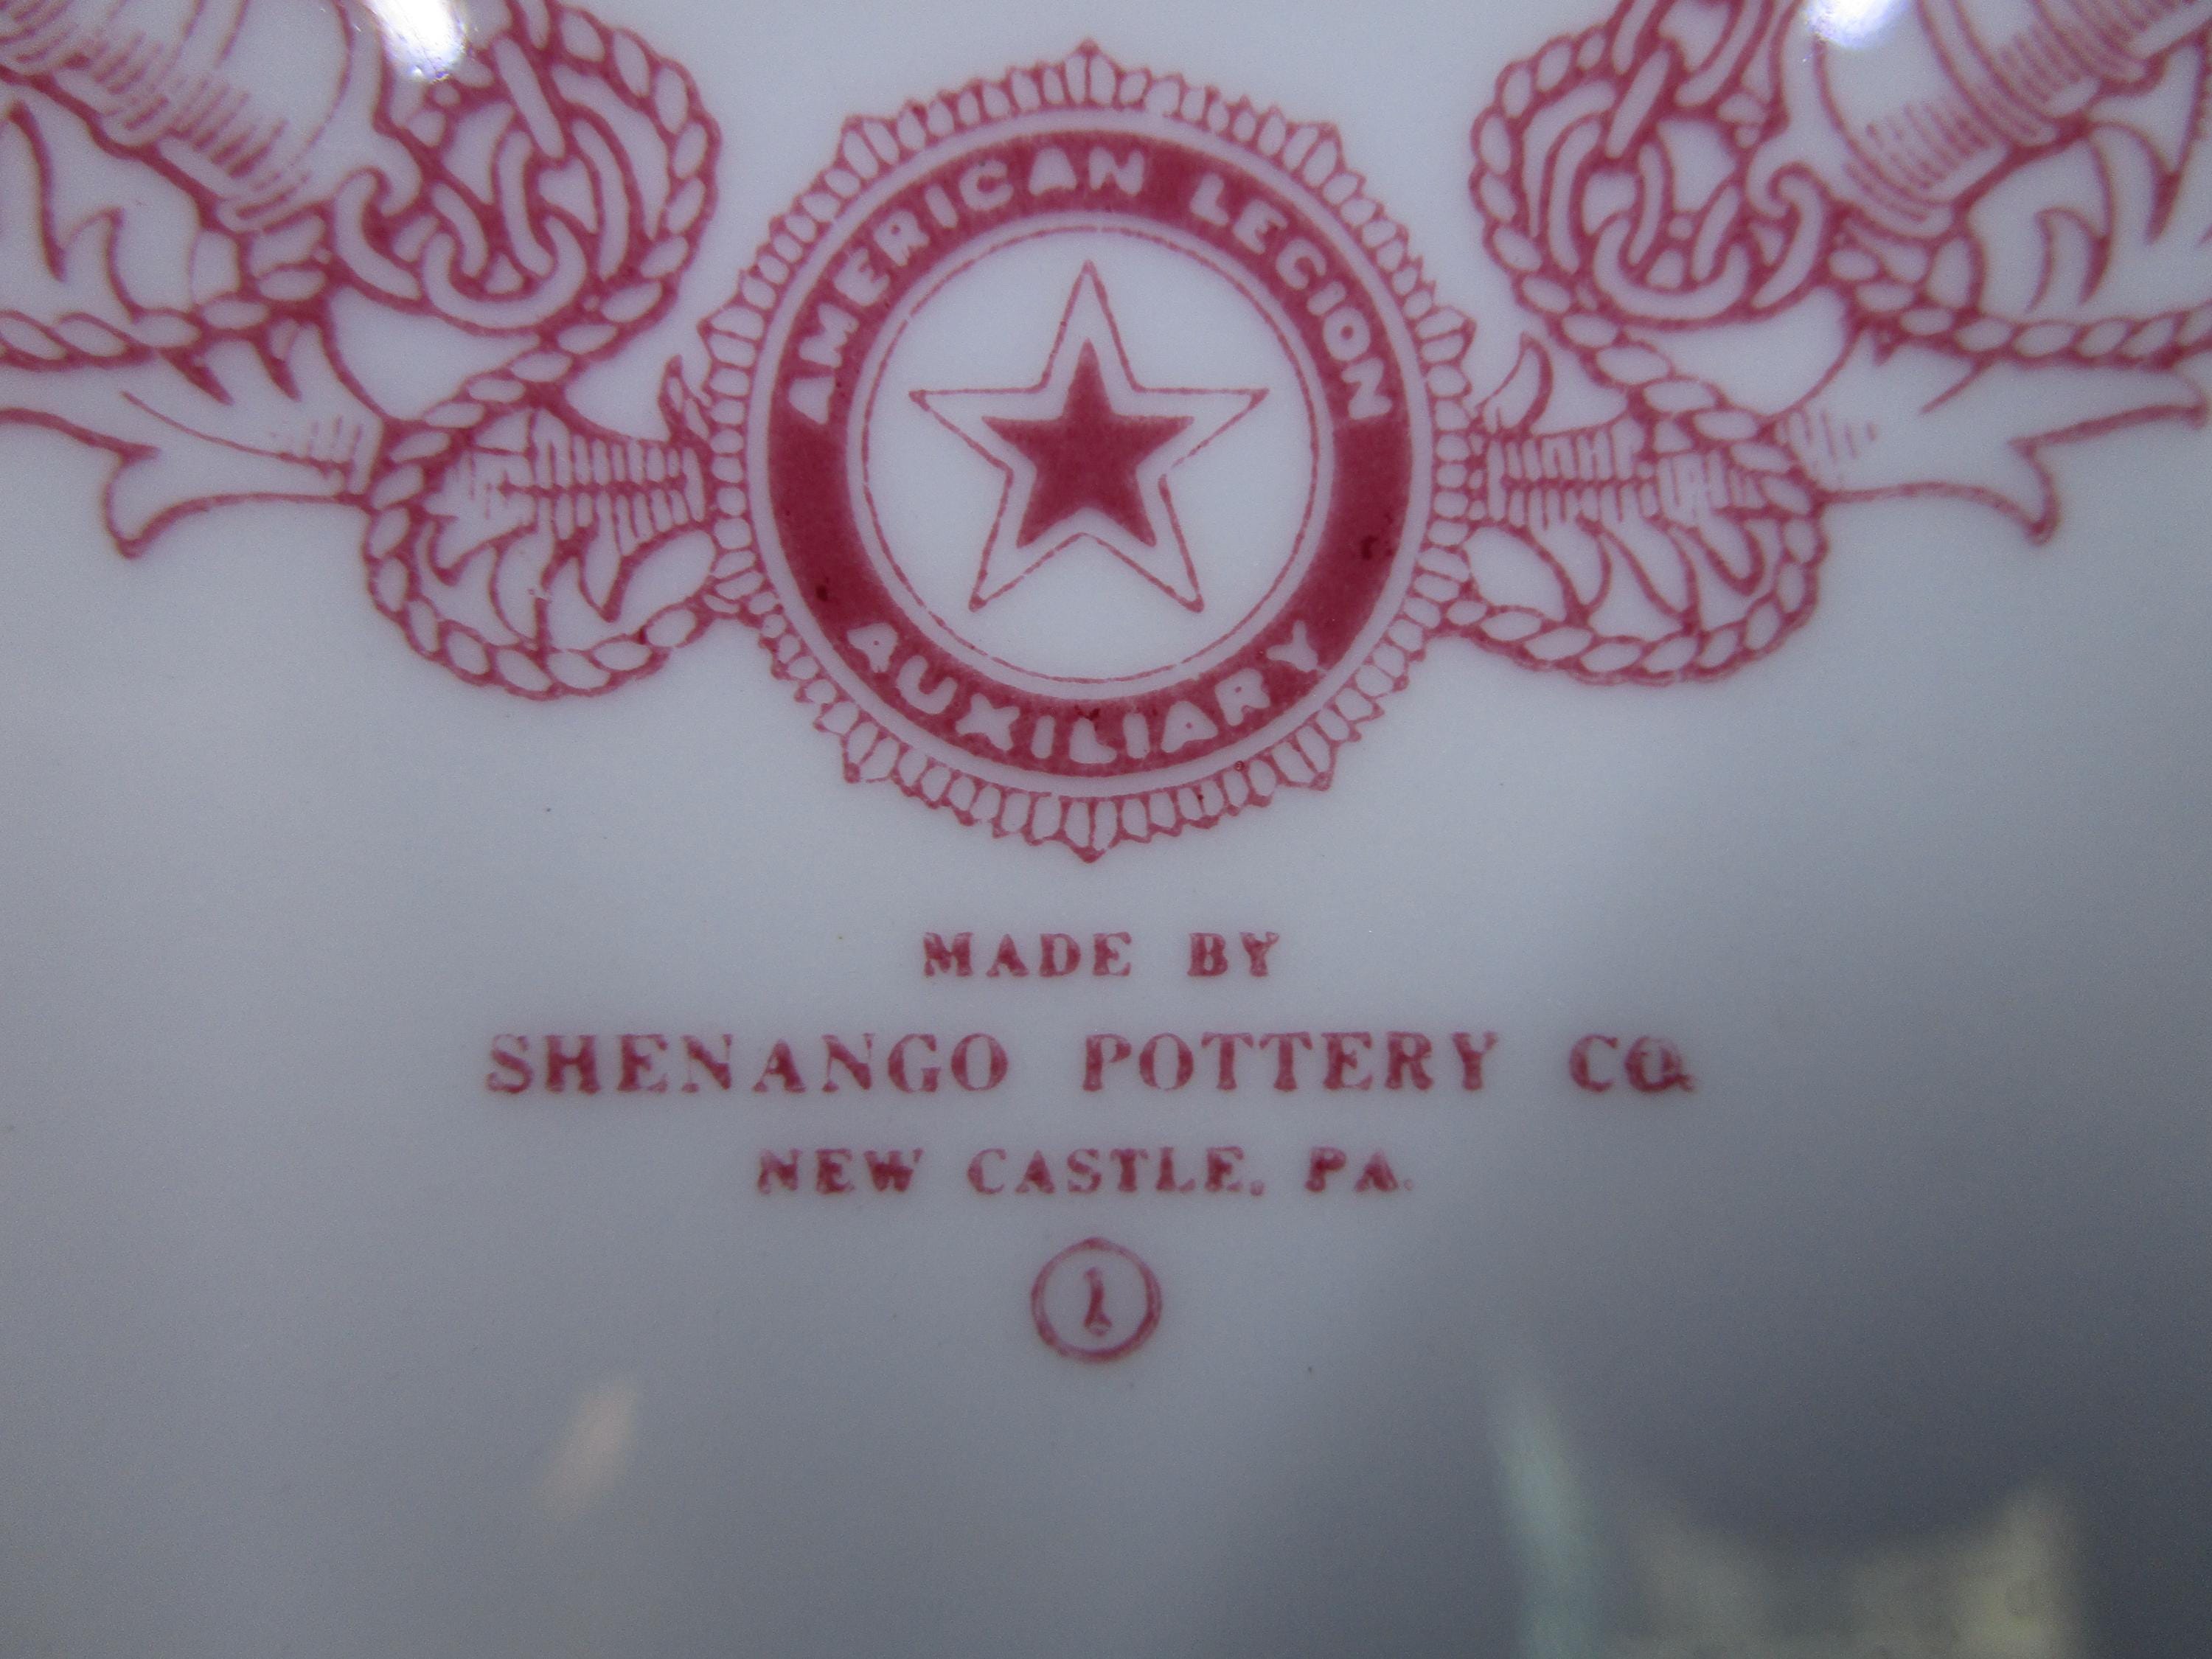 AMERICAN LEGION
AUXILIARY
MADE BY
SHENANGO POTTERY CO.
NEW CASTLE, PA.
1